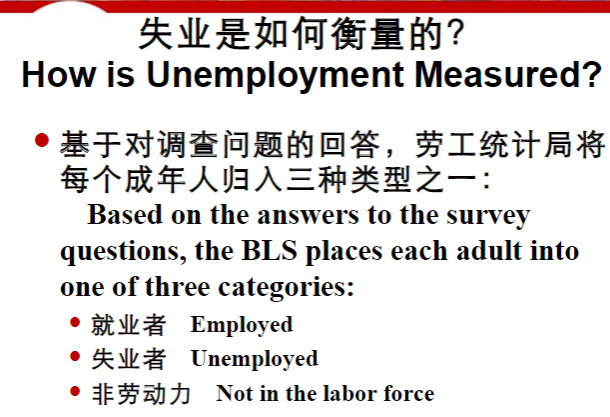 失业是如何衡量的？
How is Unemployment Measured?
基于对调查问题的回答，劳工统计局将
每个成年人归入三种类型之一：
Based on the answers to the survey
questions, the BLS places each adult into
one of three categories:
就业者 Employed
失业者 Unemployed
非劳动力 Not in the labor force